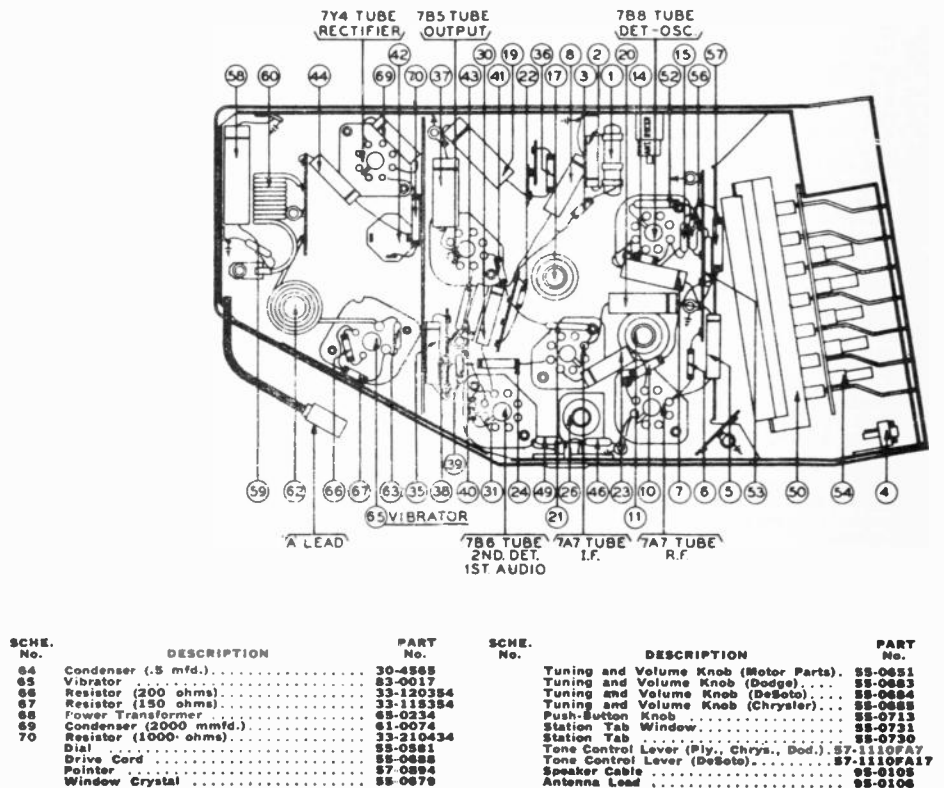 7Y4 TUBE 7B5 TUBE 7B8 TUBE
RECTIFIER OUTPUT DET-OSC.
42 30 19 36 8 2 20 15 57
58 60 44 69 70 37 43 41 22 17 3 1 14 52 56
ANT. FEED
59 62 66 67 63 35 38 39 40 31 24 49 26 46 23 10 7 6 5 53 50 54 4
65 VIBRATOR 21 11
"A" LEAD 7B6 TUBE 7A7 TUBE 7A7 TUBE
2ND. DET. I.F. R.F.
1ST AUDIO
SCHE. PART SCHE. PART
No. DESCRIPTION No. No. DESCRIPTION No.
64 Condenser (.5 mfd.) 30-4565
65 Vibrator 83-0017
66 Resistor (200 ohms) 33-120354
67 Resistor (150 ohms) 33-115354
68 Power Transformer 65-0234
69 Condenser (2000 mmfd.) 61-0074
70 Resistor (1000 ohms) 33-210434
Dial 55-0581
Drive Cord 55-0688
Pointer 57-0894
Window Crystal 55-0679
Tuning and Volume Knob (Motor Parts). 55-0651
Tuning and Volume Knob (Dodge) 55-0683
Tuning and Volume Knob (DeSoto) 55-0684
Tuning and Volume Knob (Chrysler) 55-0685
Push-Button Knob 55-0713
Station Tab Window 55-0731
Station Tab 55-0730
Tone Control Lever (Ply., Chrys., Dod.). 57-1110FA7
Tone Control Lever (DeSoto) 57-1110FA17
Speaker Cable 95-0105
Antenna Lead 95-0106